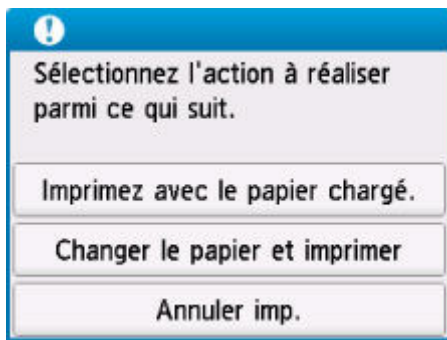 Sélectionnez l'action à réaliser
parmi ce qui suit.
Imprimez avec le papier chargé.
Changer le papier et imprimer
Annuler imp.